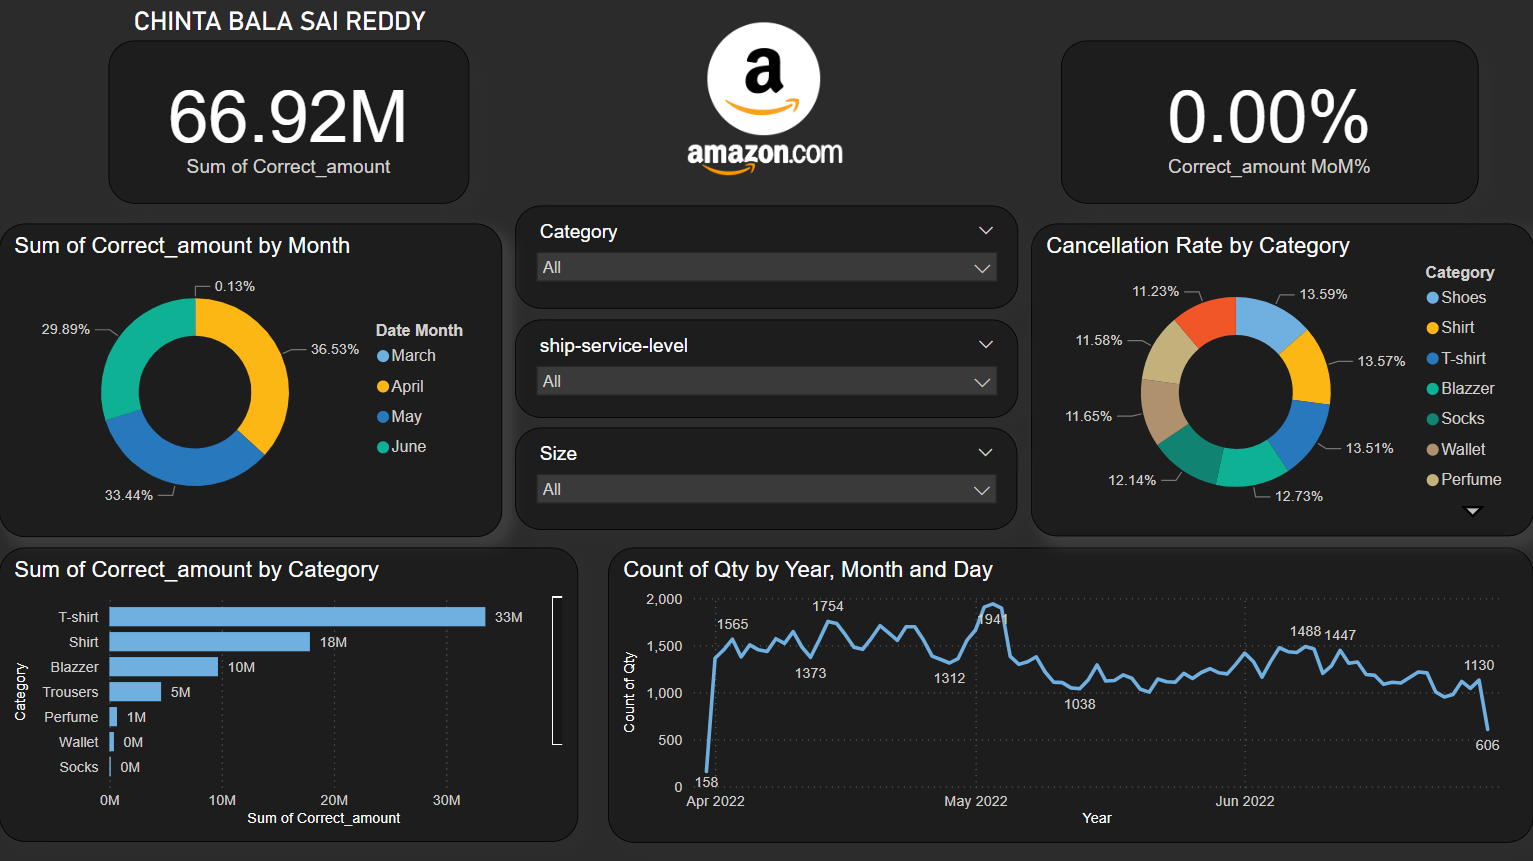 CHINTA BALA SAI REDDY
66.92M
Sum of Correct_amount
a
amazon.com
0.00%
Correct_amount MoM%
Sum of Correct_amount by Month
0.13%
29.89%
36.53%
33.44%
Date Month
March
April
May
June
Category
All
ship-service-level
All
Size
All
Cancellation Rate by Category
11.23%
13.59%
11.58%
13.57%
11.65%
13.51%
12.14%
12.73%
Category
Shoes
Shirt
T-shirt
Blazzer
Socks
Wallet
Perfume
Sum of Correct_amount by Category
Category
T-shirt 33M
Shirt 18M
Blazzer 10M
Trousers 5M
Perfume 1M
Wallet 0M
Socks 0M
0M 10M 20M 30M
Sum of Correct_amount
Count of Qty by Year, Month and Day
Count of Qty
2,000
1,500
1,000
500
0
158
1565
1373
1754
1312
1941
1038
1488
1447
1130
606
Apr 2022 May 2022 Jun 2022
Year